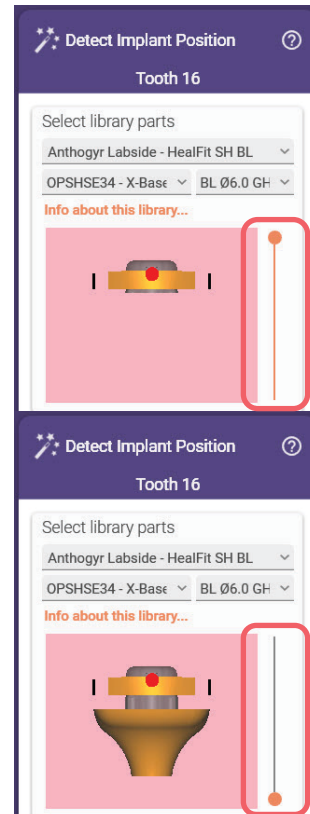 Detect Implant Position
Tooth 16
Select library parts
Anthogyr Labside - HealFit SH BL
OPSHSE34 - X-Base BL Ø6.0 GH
Info about this library...
Detect Implant Position
Tooth 16
Select library parts
Anthogyr Labside - HealFit SH BL
OPSHSE34 - X-Base BL Ø6.0 GH
Info about this library...